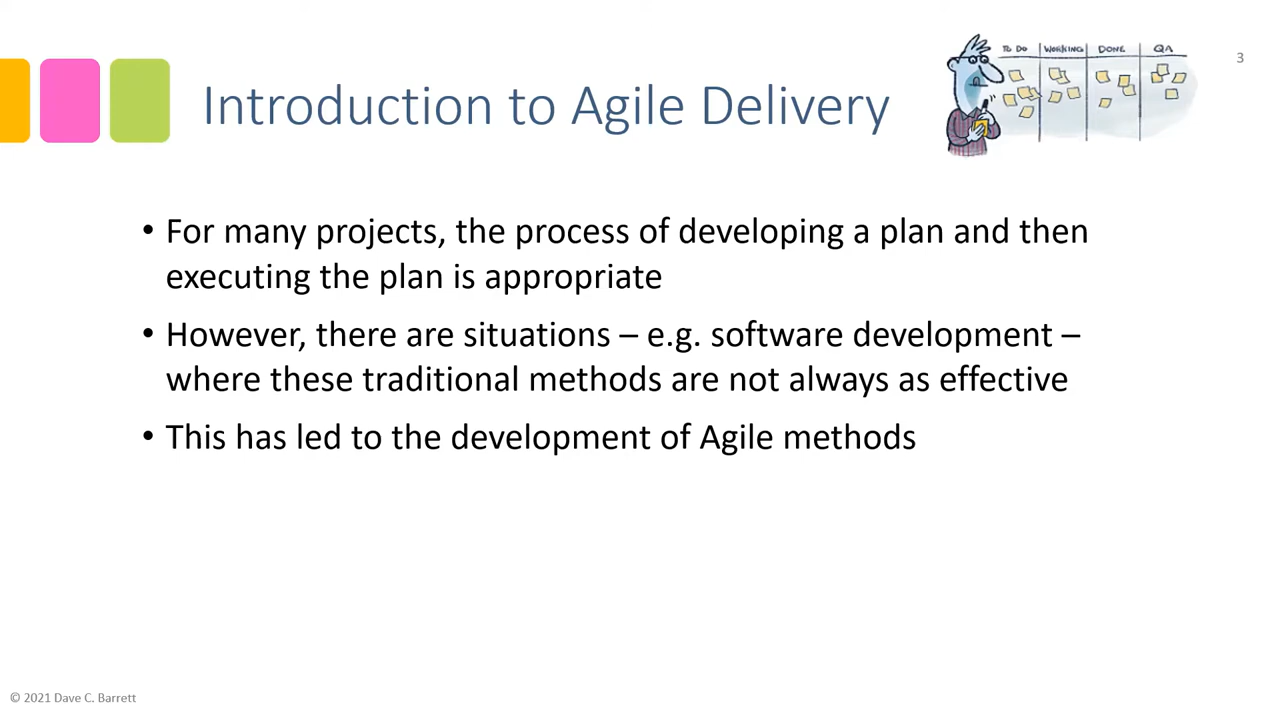 TO DO WORKING DONE QA
3
Introduction to Agile Delivery
• For many projects, the process of developing a plan and then
executing the plan is appropriate
• However, there are situations – e.g. software development –
where these traditional methods are not always as effective
• This has led to the development of Agile methods
© 2021 Dave C. Barrett